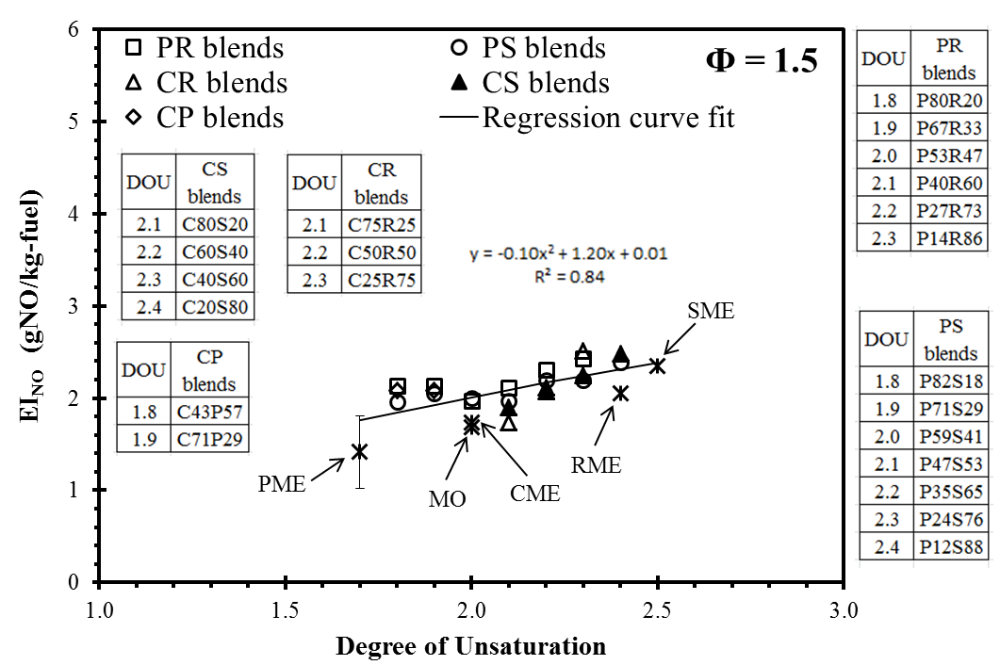 6
5
4
3
2
1
0
EI_NO (gNO/kg-fuel)
PR blends
PS blends
CR blends
CS blends
CP blends
Regression curve fit
Φ = 1.5
DOU CS blends
2.1 C80S20
2.2 C60S40
2.3 C40S60
2.4 C20S80
DOU CR blends
2.1 C75R25
2.2 C50R50
2.3 C25R75
DOU CP blends
1.8 C43P57
1.9 C71P29
y = -0.10x² + 1.20x + 0.01
R² = 0.84
SME
PME
MO
CME
RME
1.0 1.5 2.0 2.5 3.0
Degree of Unsaturation
DOU PR blends
1.8 P80R20
1.9 P67R33
2.0 P53R47
2.1 P40R60
2.2 P27R73
2.3 P14R86
DOU PS blends
1.8 P82S18
1.9 P71S29
2.0 P59S41
2.1 P47S53
2.2 P35S65
2.3 P24S76
2.4 P12S88